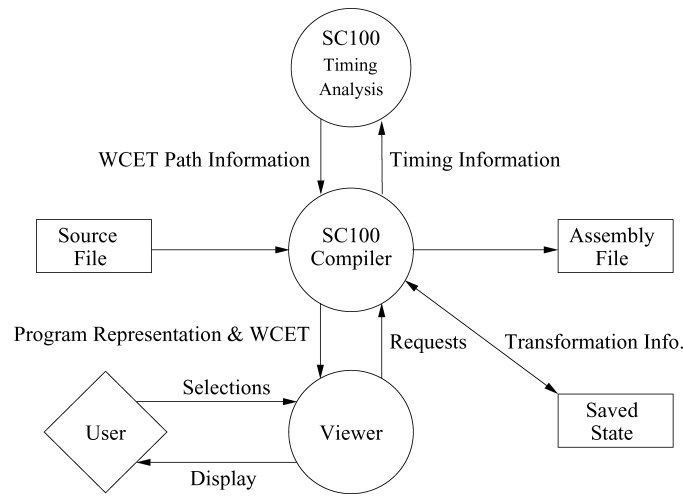 SC100
Timing
Analysis
WCET Path Information
Timing Information
Source
File
SC100
Compiler
Assembly
File
Program Representation & WCET
Requests
Transformation Info.
Selections
User
Viewer
Saved
State
Display